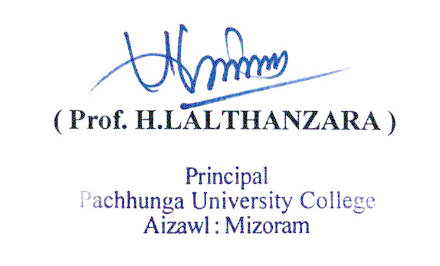 ( Prof. H.LALTHANZARA )
Principal
Pachhunga University College
Aizawl : Mizoram